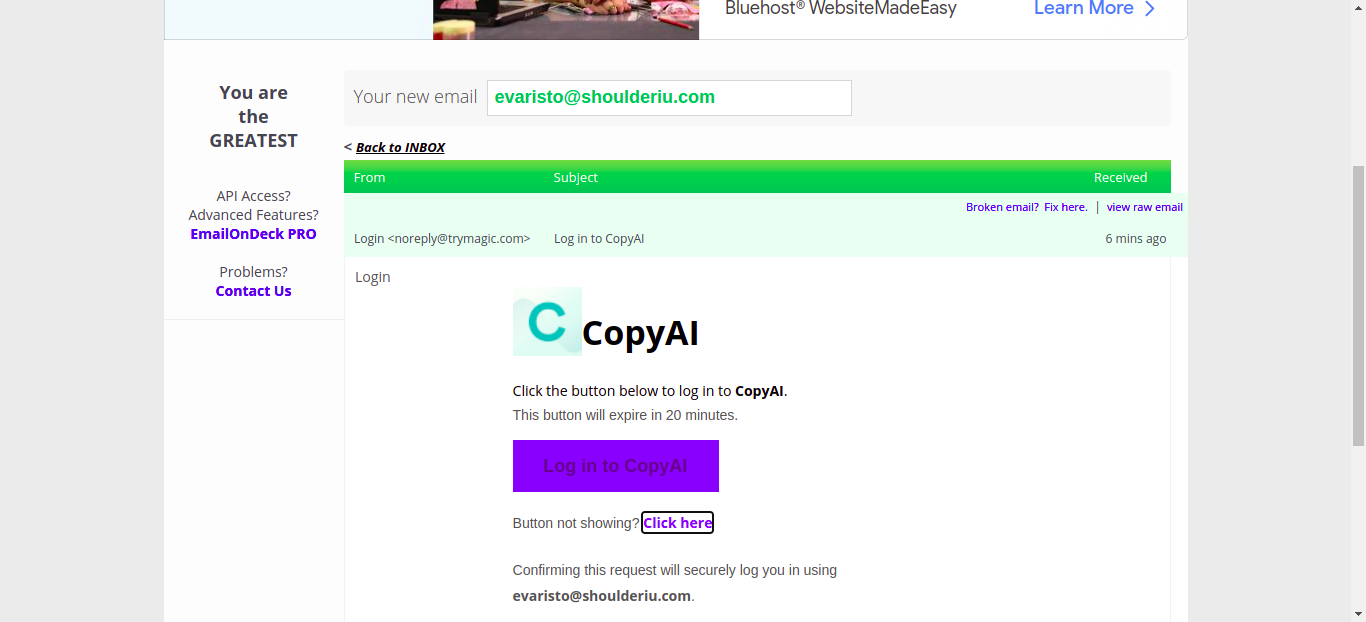 Bluehost® WebsiteMadeEasy
Learn More
You are
the
GREATEST
API Access?
Advanced Features?
EmailOnDeck PRO
Problems?
Contact Us
Your new email evaristo@shoulderiu.com
< Back to INBOX
From Subject Received
Broken email? Fix here. | view raw email
Login <noreply@trymagic.com> Log in to CopyAI 6 mins ago
Login
C CopyAI
Click the button below to log in to CopyAI.
This button will expire in 20 minutes.
Log in to CopyAI
Button not showing? Click here
Confirming this request will securely log you in using
evaristo@shoulderiu.com.